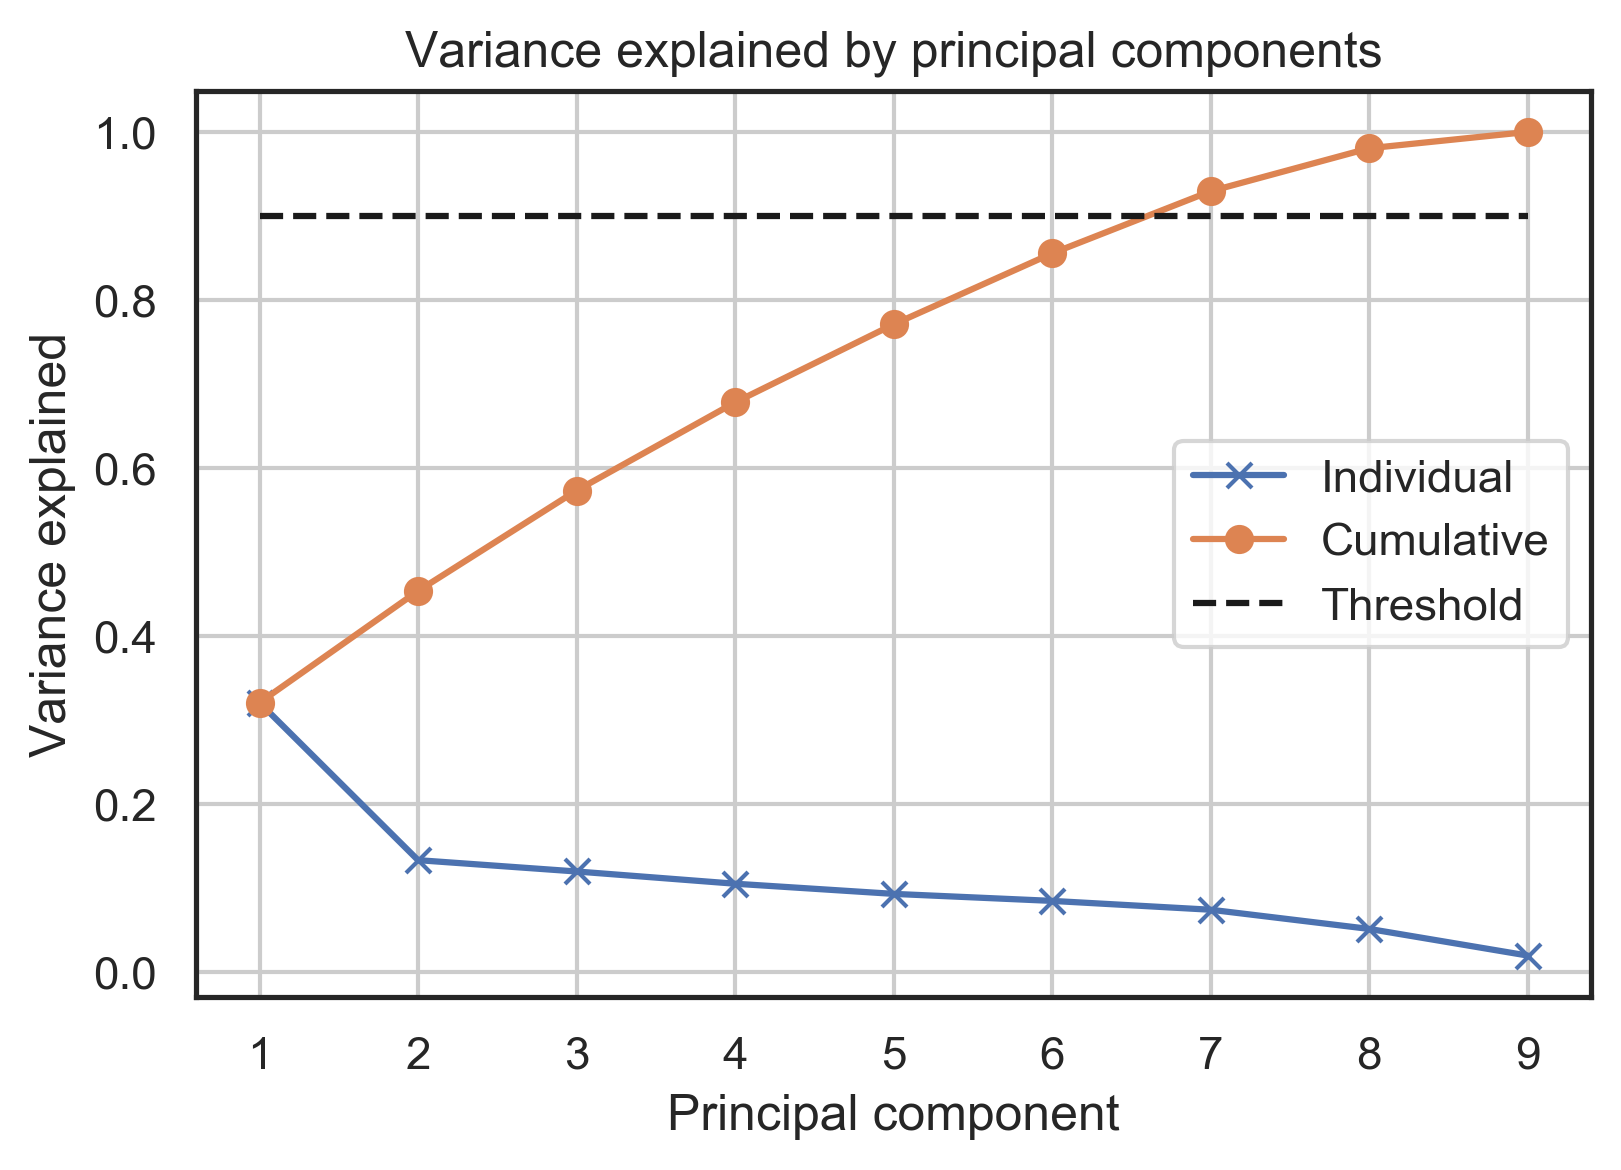 Variance explained by principal components
1.0
0.8
0.6
0.4
0.2
0.0
Variance explained
Individual
Cumulative
Threshold
1 2 3 4 5 6 7 8 9
Principal component